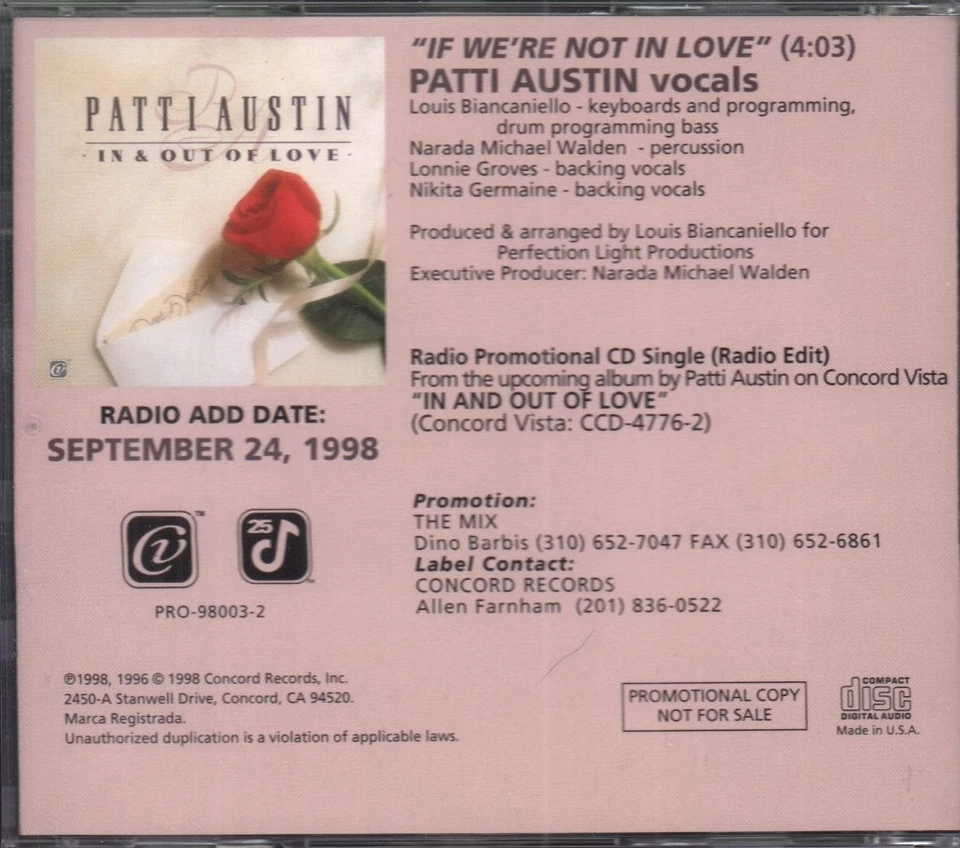 PATTI AUSTIN
· IN & OUT OF LOVE ·
"IF WE'RE NOT IN LOVE" (4:03)
PATTI AUSTIN vocals
Louis Biancaniello - keyboards and programming,
drum programming bass
Narada Michael Walden - percussion
Lonnie Groves - backing vocals
Nikita Germaine - backing vocals
Produced & arranged by Louis Biancaniello for
Perfection Light Productions
Executive Producer: Narada Michael Walden
Radio Promotional CD Single (Radio Edit)
From the upcoming album by Patti Austin on Concord Vista
"IN AND OUT OF LOVE"
(Concord Vista: CCD-4776-2)
RADIO ADD DATE:
SEPTEMBER 24, 1998
Promotion:
THE MIX
Dino Barbis (310) 652-7047 FAX (310) 652-6861
Label Contact:
CONCORD RECORDS
Allen Farnham (201) 836-0522
CV ™
25
PRO-98003-2
℗1998, 1996 © 1998 Concord Records, Inc.
2450-A Stanwell Drive, Concord, CA 94520.
Marca Registrada.
Unauthorized duplication is a violation of applicable laws.
PROMOTIONAL COPY
NOT FOR SALE
COMPACT
disc
DIGITAL AUDIO
Made in U.S.A.